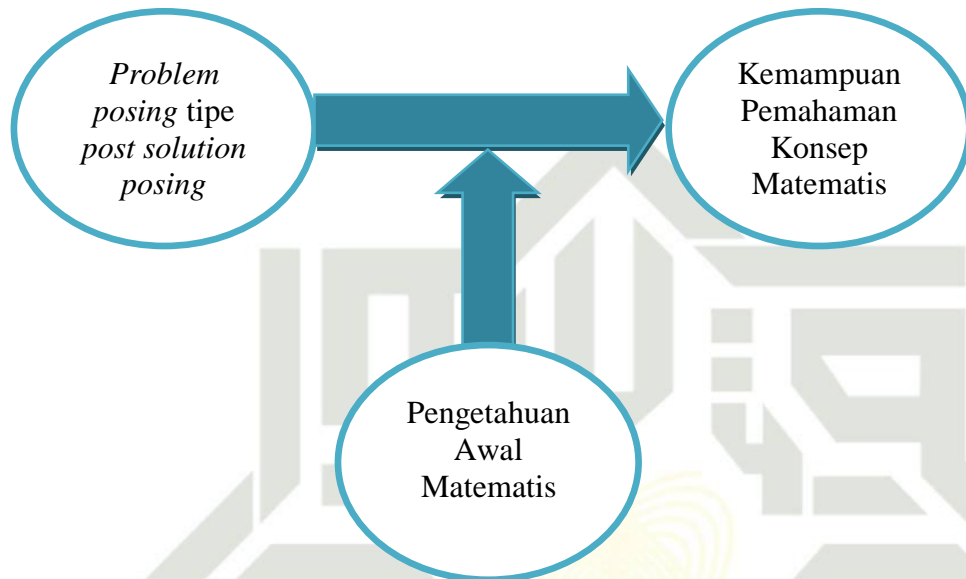 Problem
posing tipe
post solution
posing
Kemampuan
Pemahaman
Konsep
Matematis
Pengetahuan
Awal
Matematis